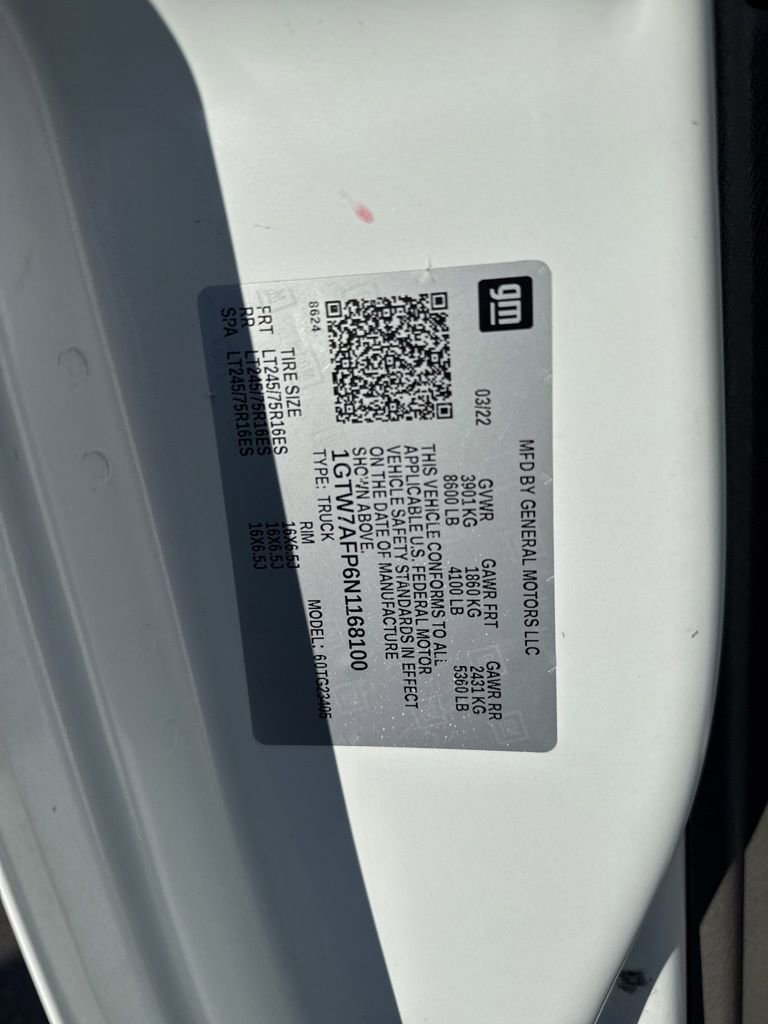 gm
MFD BY GENERAL MOTORS LLC
03/22
GVWR GAWR FRT GAWR RR
3901 KG 1860 KG 2431 KG
8600 LB 4100 LB 5360 LB
THIS VEHICLE CONFORMS TO ALL
APPLICABLE U.S. FEDERAL MOTOR
VEHICLE SAFETY STANDARDS IN EFFECT
ON THE DATE OF MANUFACTURE
SHOWN ABOVE.
1GTW7AFP6N1168100
8624
TYPE: TRUCK MODEL: 60TG23405
TIRE SIZE RIM
FRT LT245/75R16ES 16X6.5J
RR LT245/75R16ES 16X6.5J
SPA LT245/75R16ES 16X6.5J